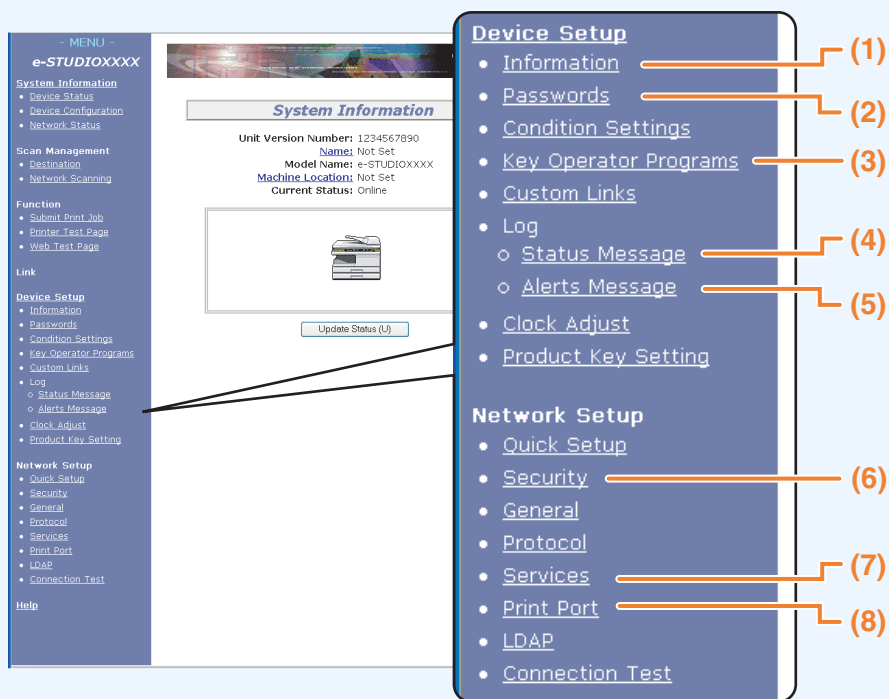 - MENU -
e-STUDIOXXXX
System Information
• Device Status
• Device Configuration
• Network Status
Scan Management
• Destination
• Network Scanning
Function
• Submit Print Job
• Printer Test Page
• Web Test Page
Link
Device Setup
• Information
• Passwords
• Condition Settings
• Key Operator Programs
• Custom Links
• Log
○ Status Message
○ Alerts Message
• Clock Adjust
• Product Key Setting
Network Setup
• Quick Setup
• Security
• General
• Protocol
• Services
• Print Port
• LDAP
• Connection Test
Help
System Information
Unit Version Number: 1234567890
Name: Not Set
Model Name: e-STUDIOXXXX
Machine Location: Not Set
Current Status: Online
Update Status (U)
Device Setup
• Information (1)
• Passwords (2)
• Condition Settings
• Key Operator Programs (3)
• Custom Links
• Log
○ Status Message (4)
○ Alerts Message (5)
• Clock Adjust
• Product Key Setting
Network Setup
• Quick Setup
• Security (6)
• General
• Protocol
• Services (7)
• Print Port (8)
• LDAP
• Connection Test